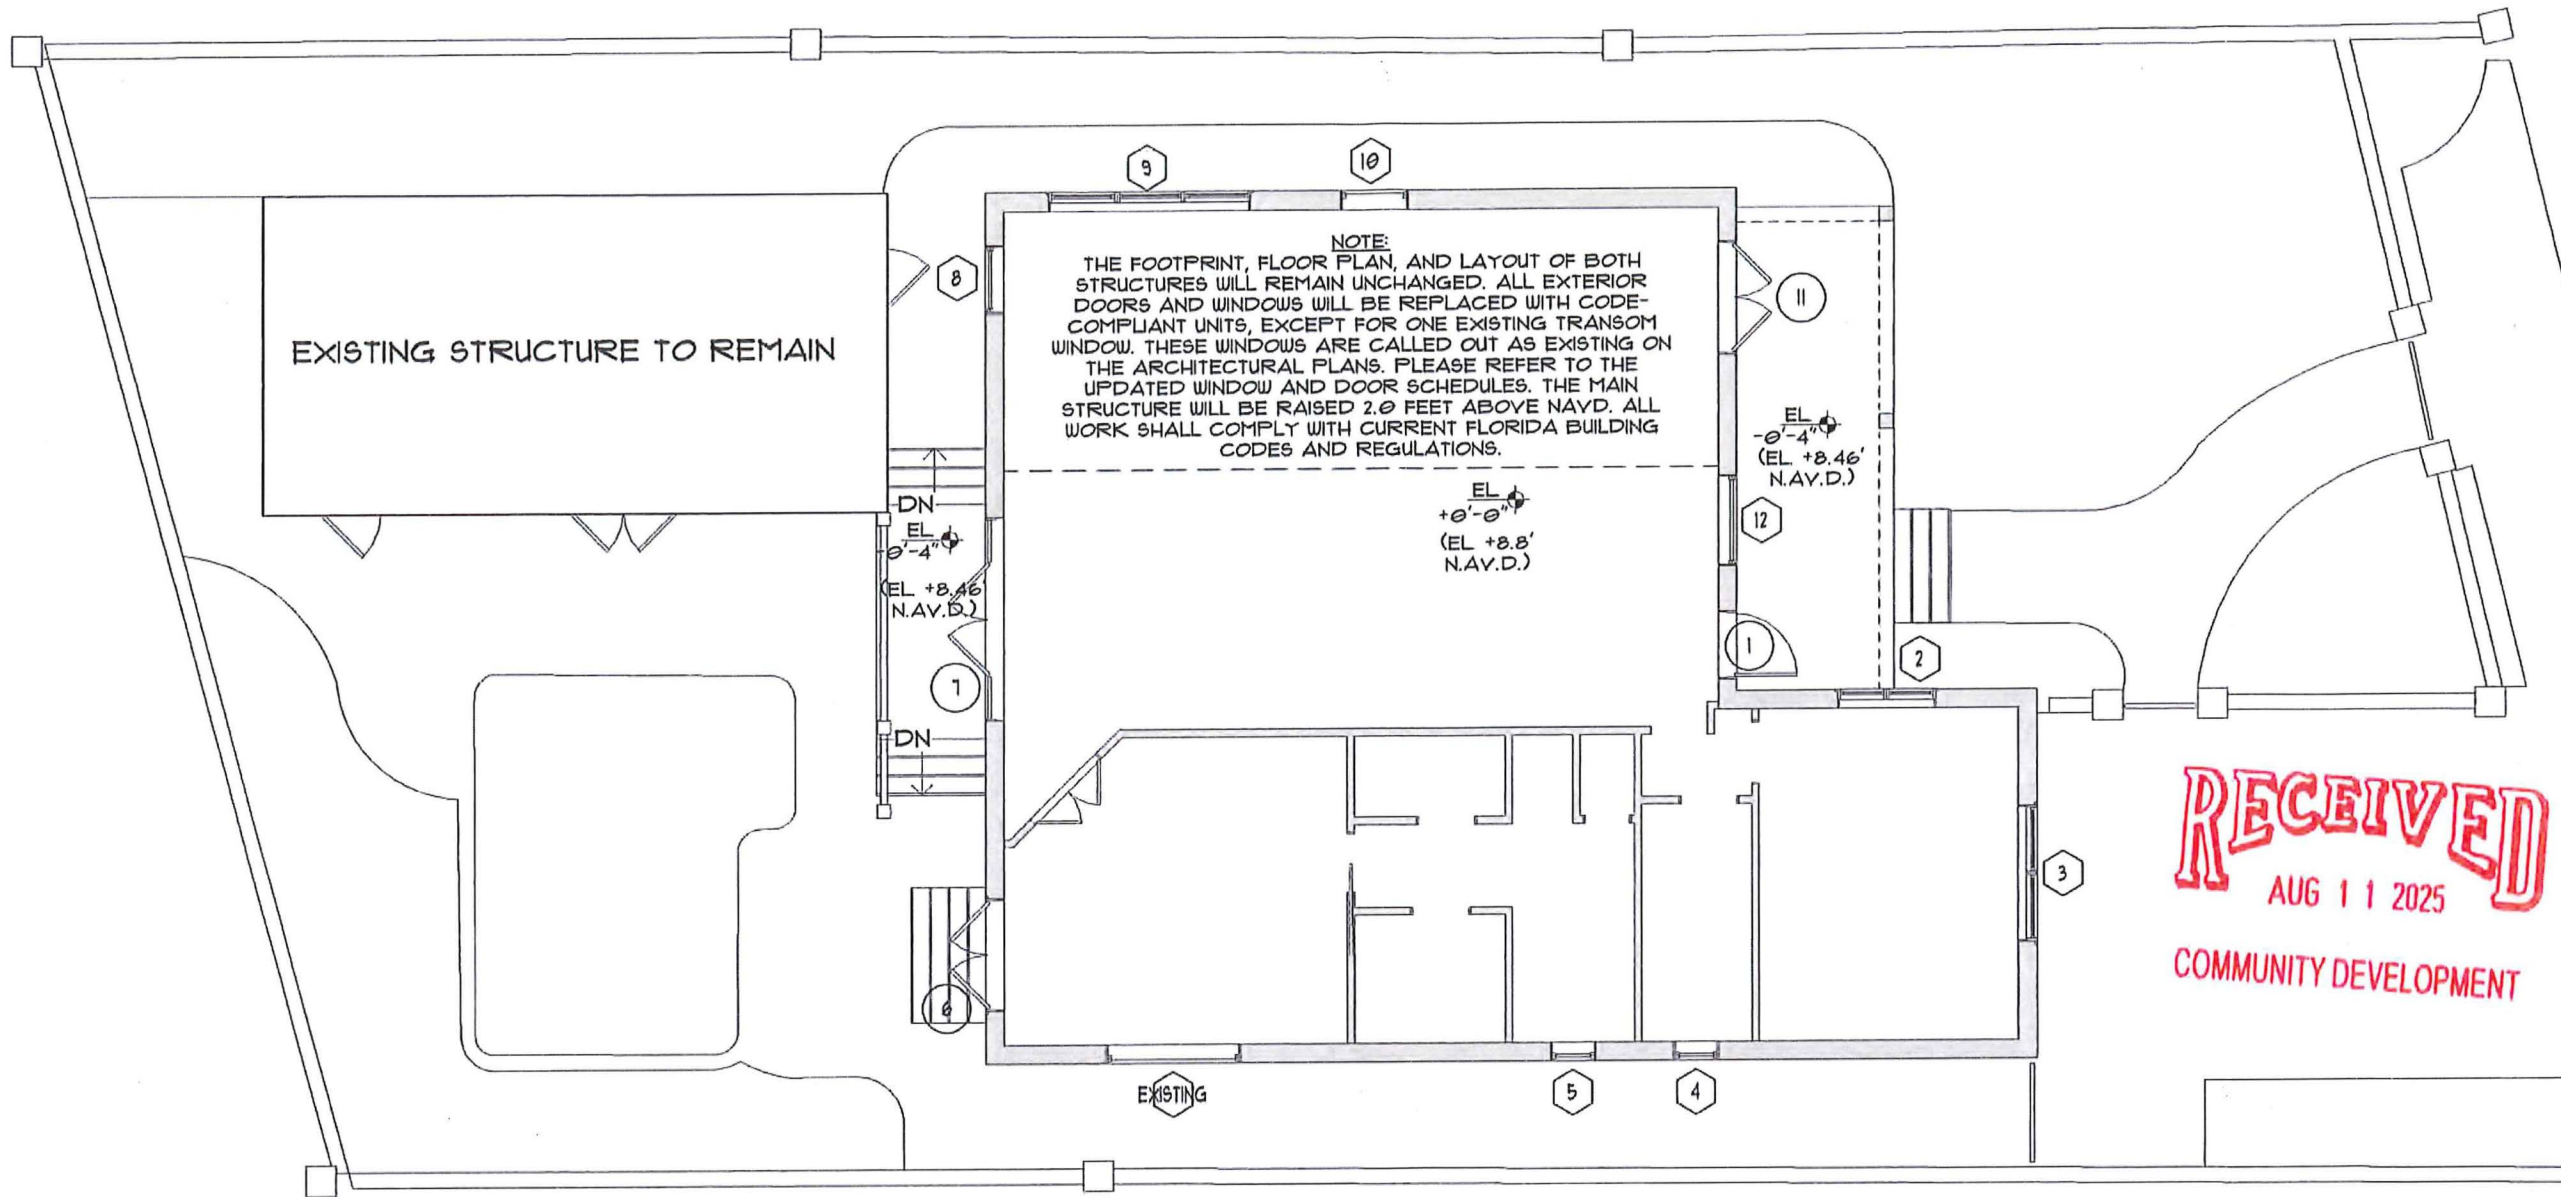 9
10
NOTE:
THE FOOTPRINT, FLOOR PLAN, AND LAYOUT OF BOTH
STRUCTURES WILL REMAIN UNCHANGED. ALL EXTERIOR
DOORS AND WINDOWS WILL BE REPLACED WITH CODE-
COMPLIANT UNITS, EXCEPT FOR ONE EXISTING TRANSOM
WINDOW. THESE WINDOWS ARE CALLED OUT AS EXISTING ON
THE ARCHITECTURAL PLANS. PLEASE REFER TO THE
UPDATED WINDOW AND DOOR SCHEDULES. THE MAIN
STRUCTURE WILL BE RAISED 2.0 FEET ABOVE NAVD. ALL
WORK SHALL COMPLY WITH CURRENT FLORIDA BUILDING
CODES AND REGULATIONS.
8
11
EXISTING STRUCTURE TO REMAIN
EL
-0'-4"
(EL +8.46'
N.A.V.D.)
DN
EL
-0'-4"
(EL +8.46'
N.A.V.D.)
EL
+0'-0"
(EL +8.8'
N.A.V.D.)
12
1
2
7
DN
3
6
EXISTING
5
4
RECEIVED
AUG 11 2025
COMMUNITY DEVELOPMENT